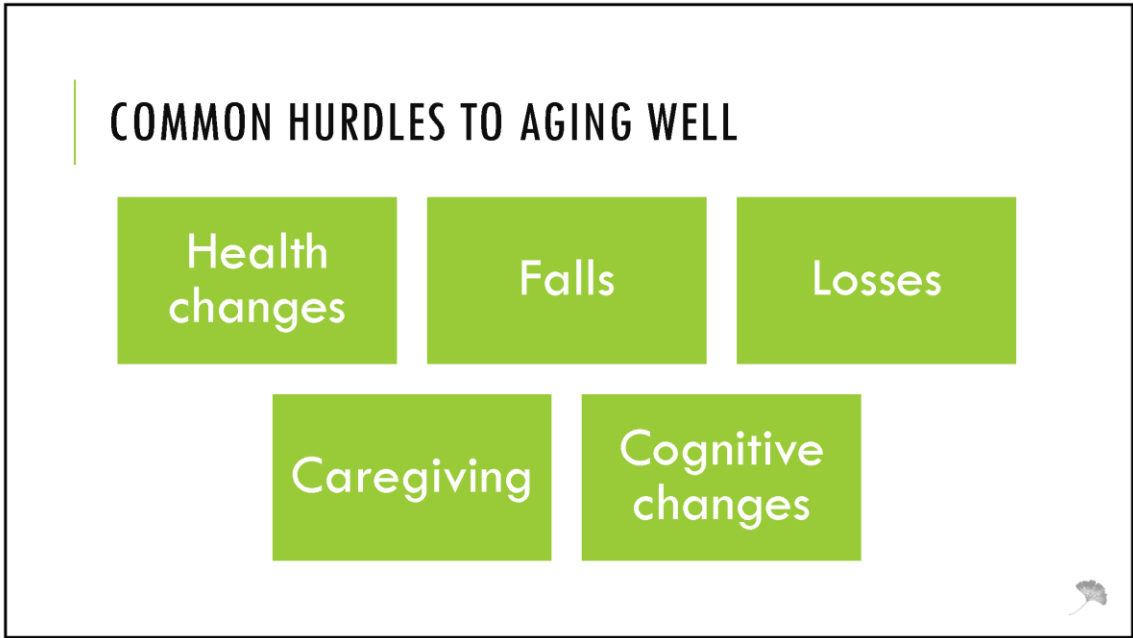 COMMON HURDLES TO AGING WELL
Health
changes
Falls
Losses
Caregiving
Cognitive
changes